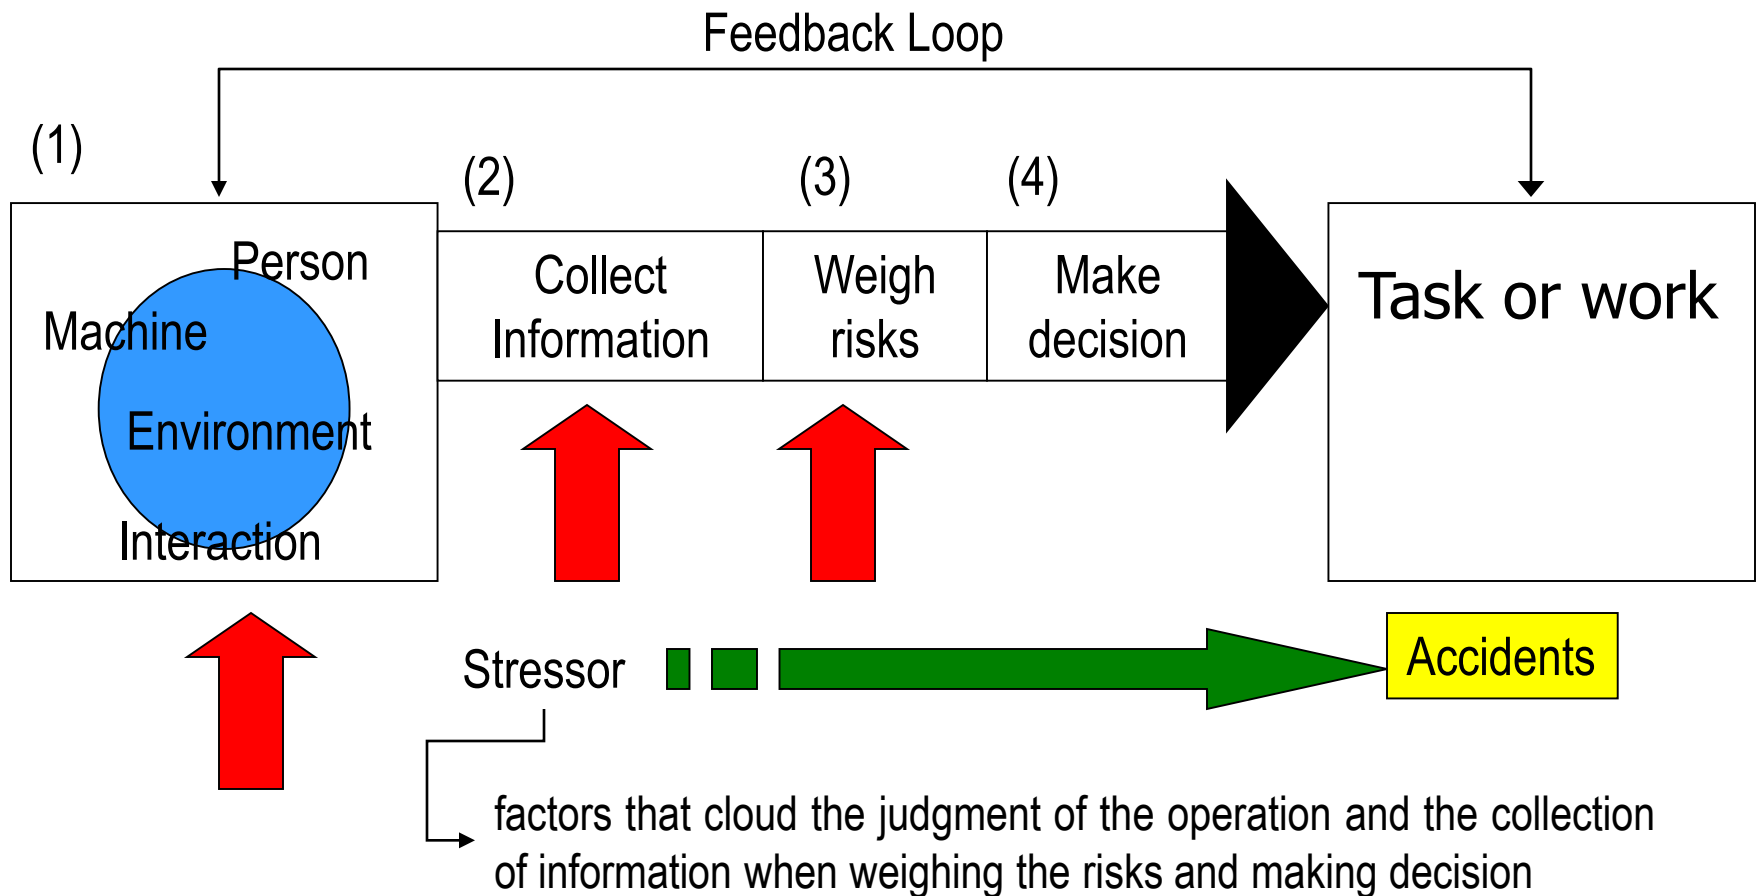 Feedback Loop
(1)
(2)
(3)
(4)
Person
Machine
Environment
Interaction
Collect
Information
Weigh
risks
Make
decision
Task or work
Stressor
Accidents
factors that cloud the judgment of the operation and the collection
of information when weighing the risks and making decision